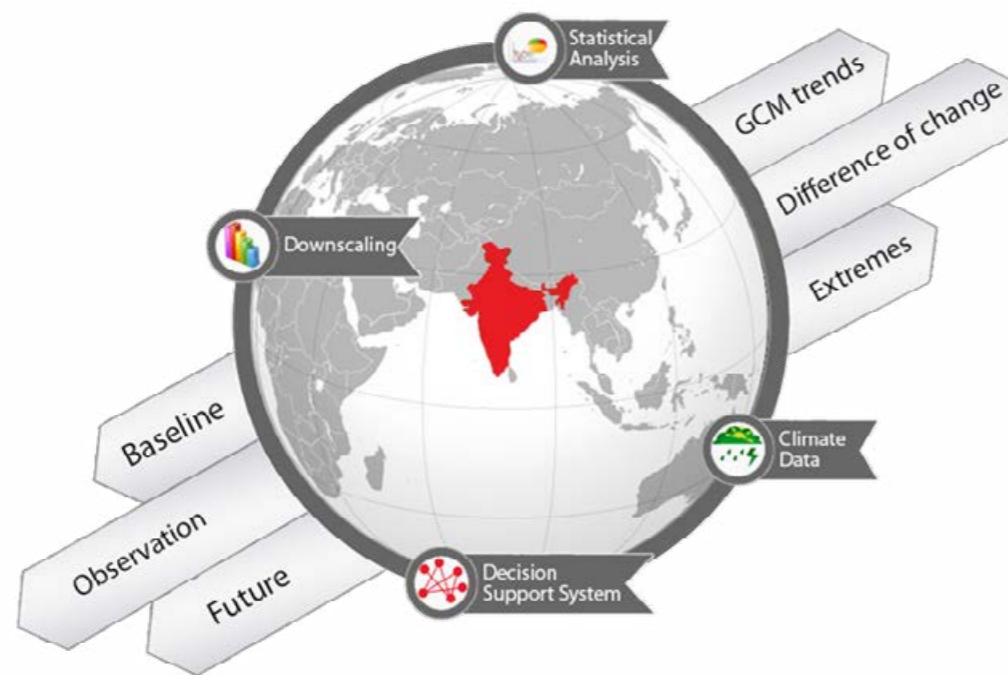 Statistical
Analysis
GCM trends
Difference of change
Extremes
Downscaling
Climate
Data
Baseline
Observation
Future
Decision
Support System